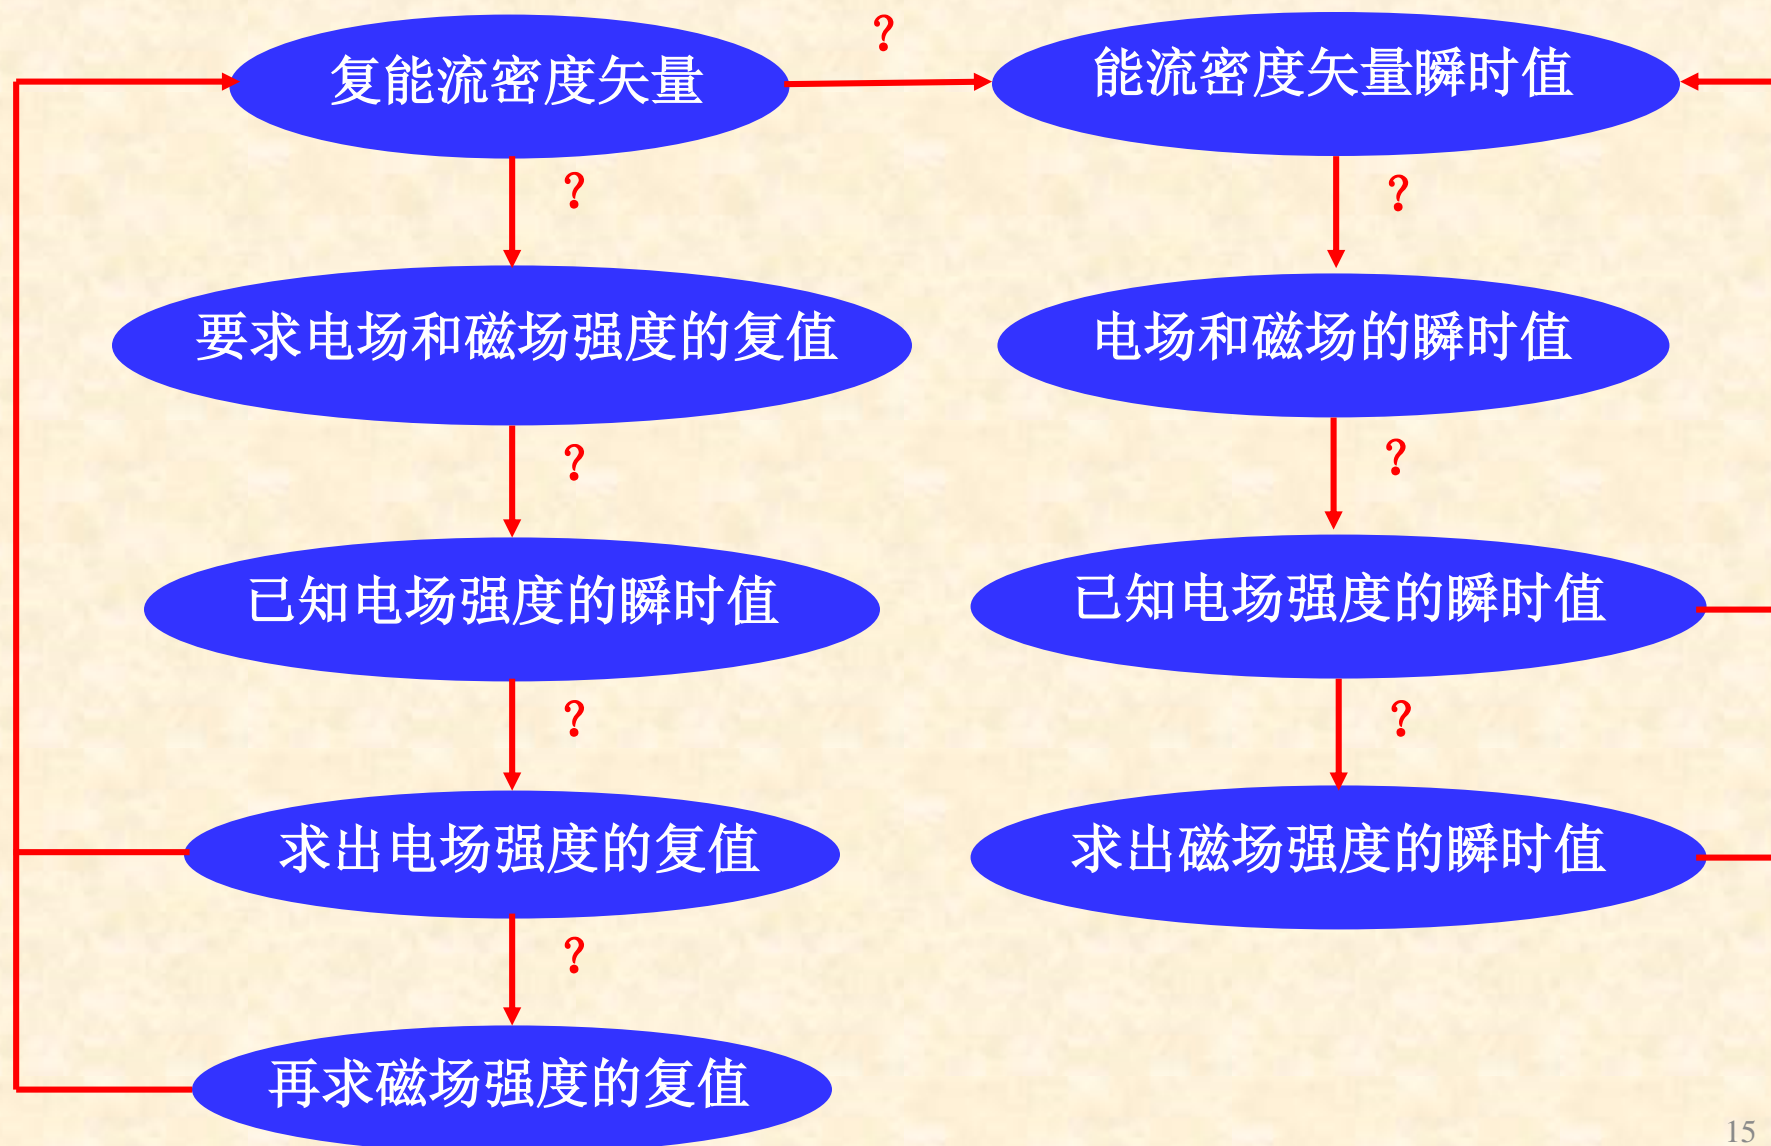 ？
复能流密度矢量
能流密度矢量瞬时值
？
？
要求电场和磁场强度的复值
电场和磁场的瞬时值
？
？
已知电场强度的瞬时值
已知电场强度的瞬时值
？
？
求出电场强度的复值
求出磁场强度的瞬时值
？
再求磁场强度的复值
15